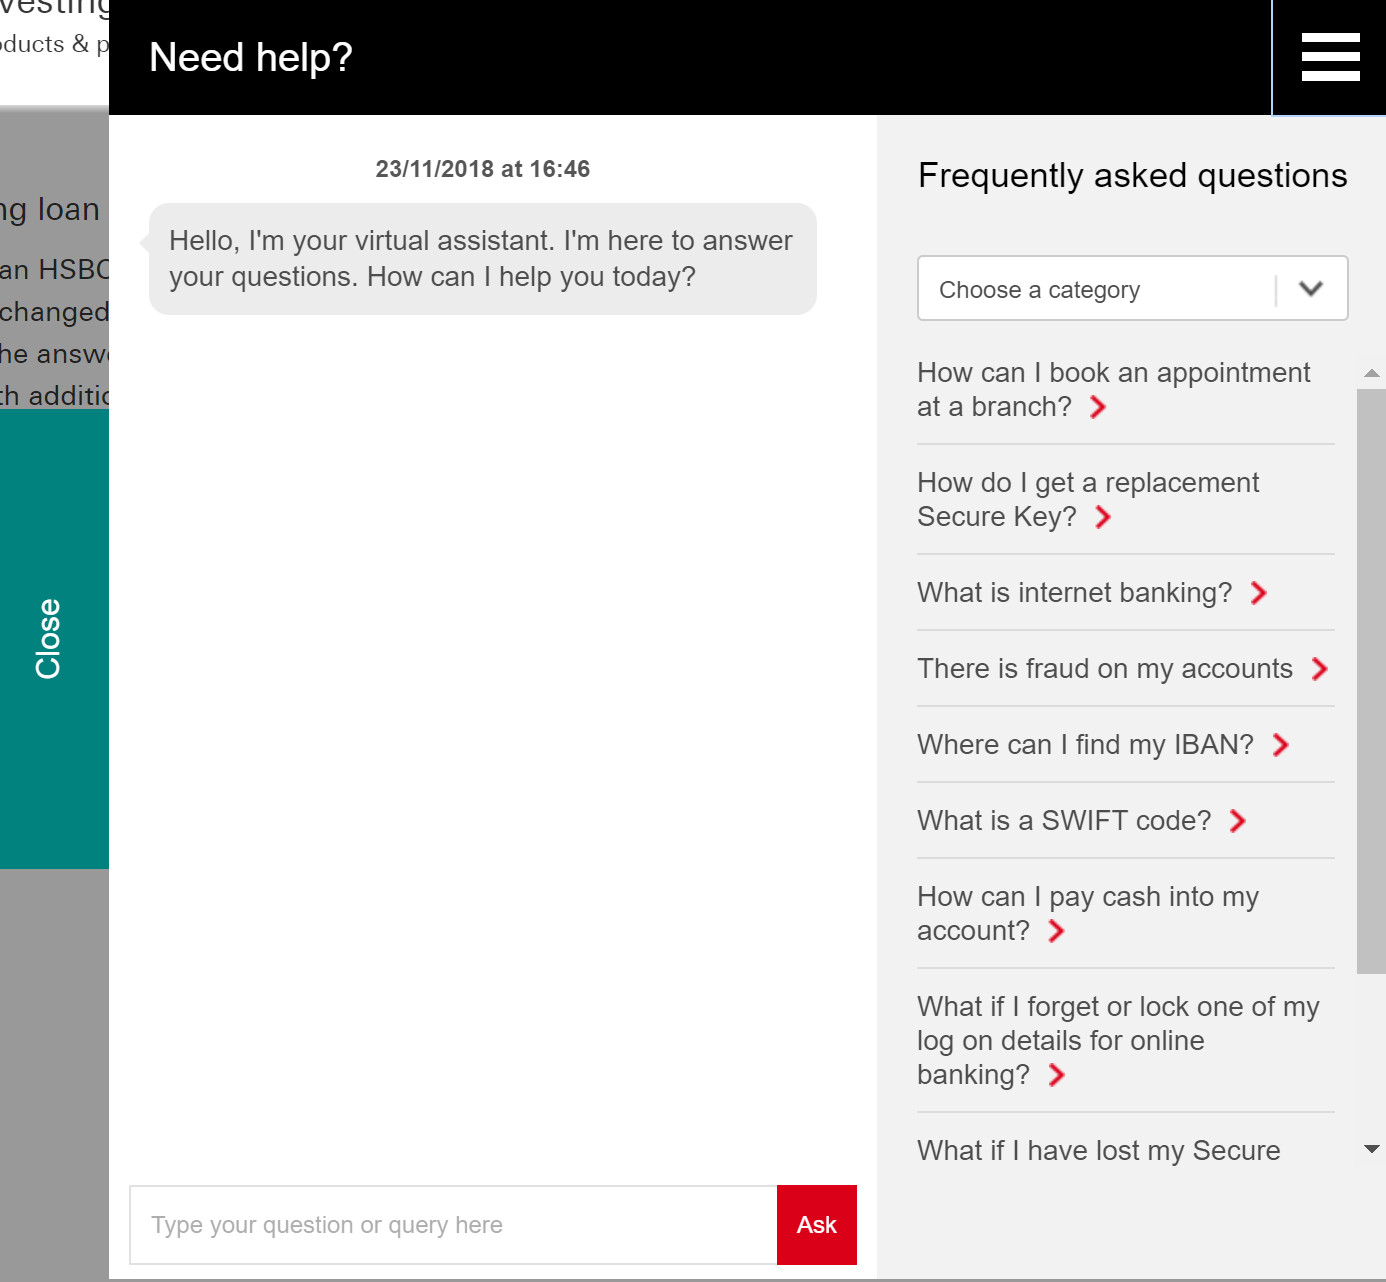 ducts & p
Need help?
ng loan
an HSBC
changed
he answ
th additic
Close
23/11/2018 at 16:46
Hello, I'm your virtual assistant. I'm here to answer
your questions. How can I help you today?
Type your question or query here
Ask
Frequently asked questions
Choose a category
How can I book an appointment
at a branch?
How do I get a replacement
Secure Key?
What is internet banking?
There is fraud on my accounts
Where can I find my IBAN?
What is a SWIFT code?
How can I pay cash into my
account?
What if I forget or lock one of my
log on details for online
banking?
What if I have lost my Secure